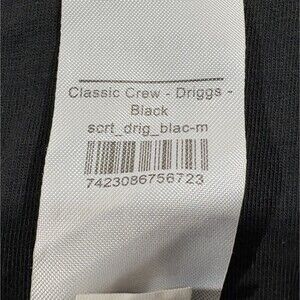 Classic Crew - Driggs -
Black
scrt_drig_blac-m
7423086756723